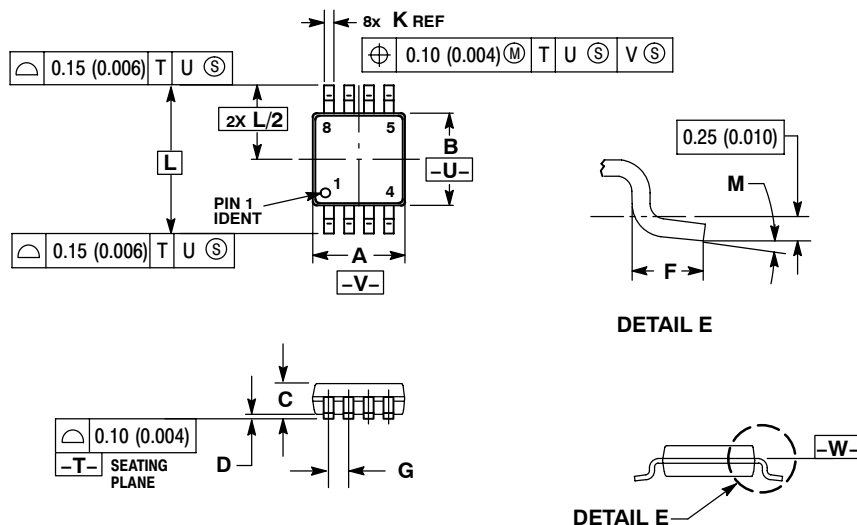 8x K REF
⌖ 0.10 (0.004) Ⓜ T U Ⓢ V Ⓢ
⌓ 0.15 (0.006) T U Ⓢ
2X L/2
8 5
B
-U-
L
1
4
PIN 1
IDENT
⌓ 0.15 (0.006) T U Ⓢ
A
-V-
0.25 (0.010)
M
F
DETAIL E
C
⌓ 0.10 (0.004)
-T- SEATING
PLANE
D
G
-W-
DETAIL E